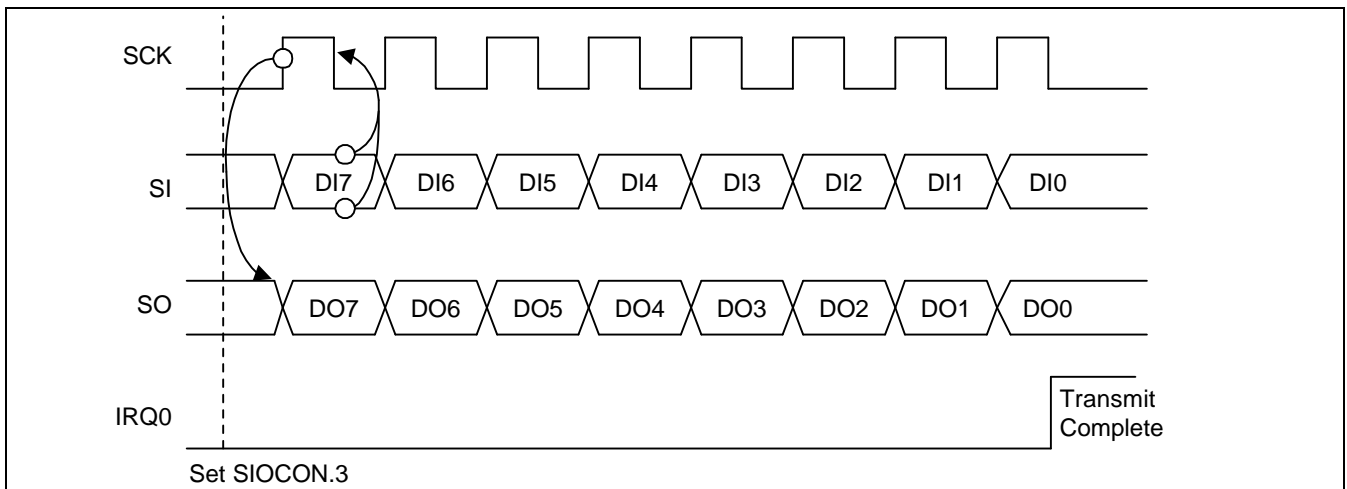 SCK
SI DI7 DI6 DI5 DI4 DI3 DI2 DI1 DI0
SO DO7 DO6 DO5 DO4 DO3 DO2 DO1 DO0
IRQ0
Transmit
Complete
Set SIOCON.3